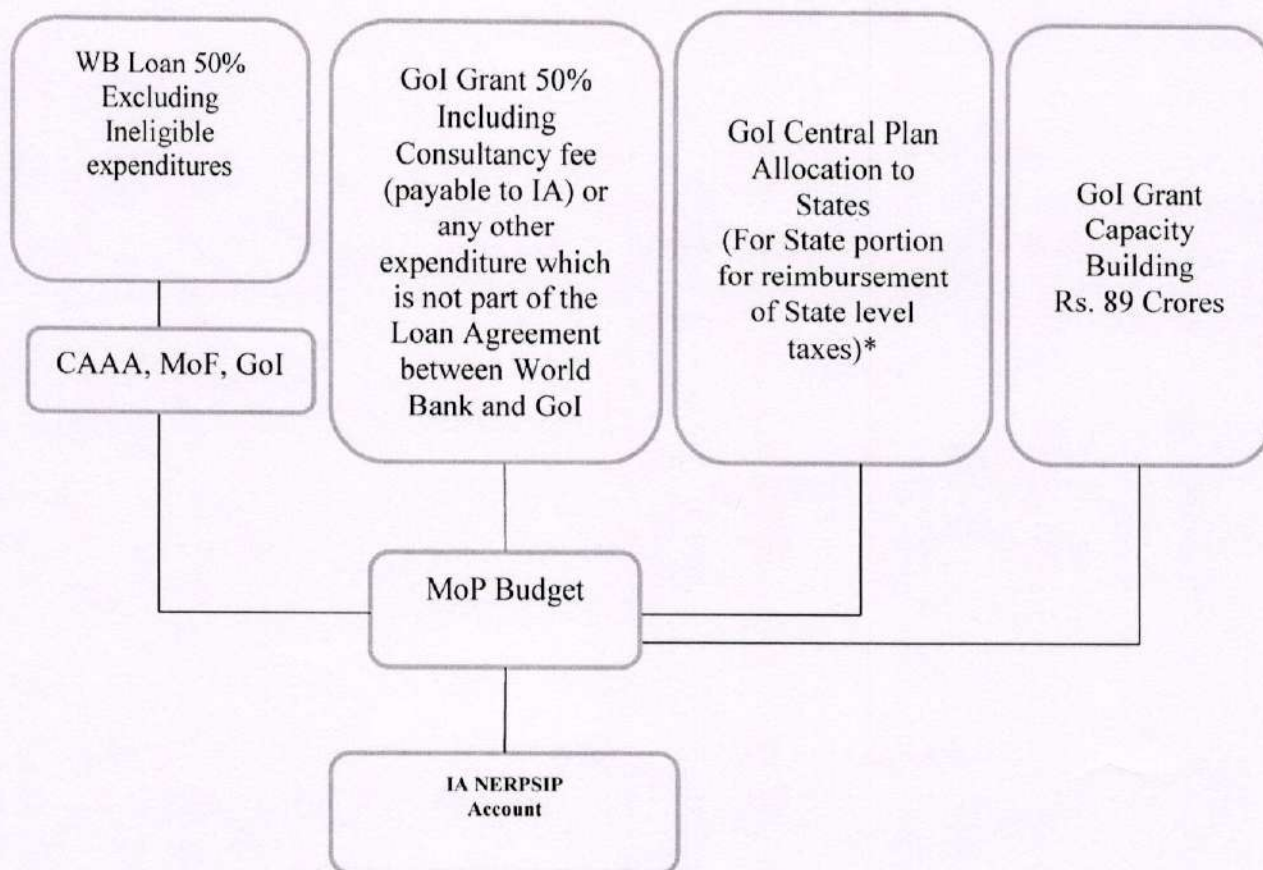 WB Loan 50%
Excluding
Ineligible
expenditures
GoI Grant 50%
Including
Consultancy fee
(payable to IA) or
any other
expenditure which
is not part of the
Loan Agreement
between World
Bank and GoI
GoI Central Plan
Allocation to
States
(For State portion
for reimbursement
of State level
taxes)*
GoI Grant
Capacity
Building
Rs. 89 Crores
CAAA, MoF, GoI
MoP Budget
IA NERPSIP
Account